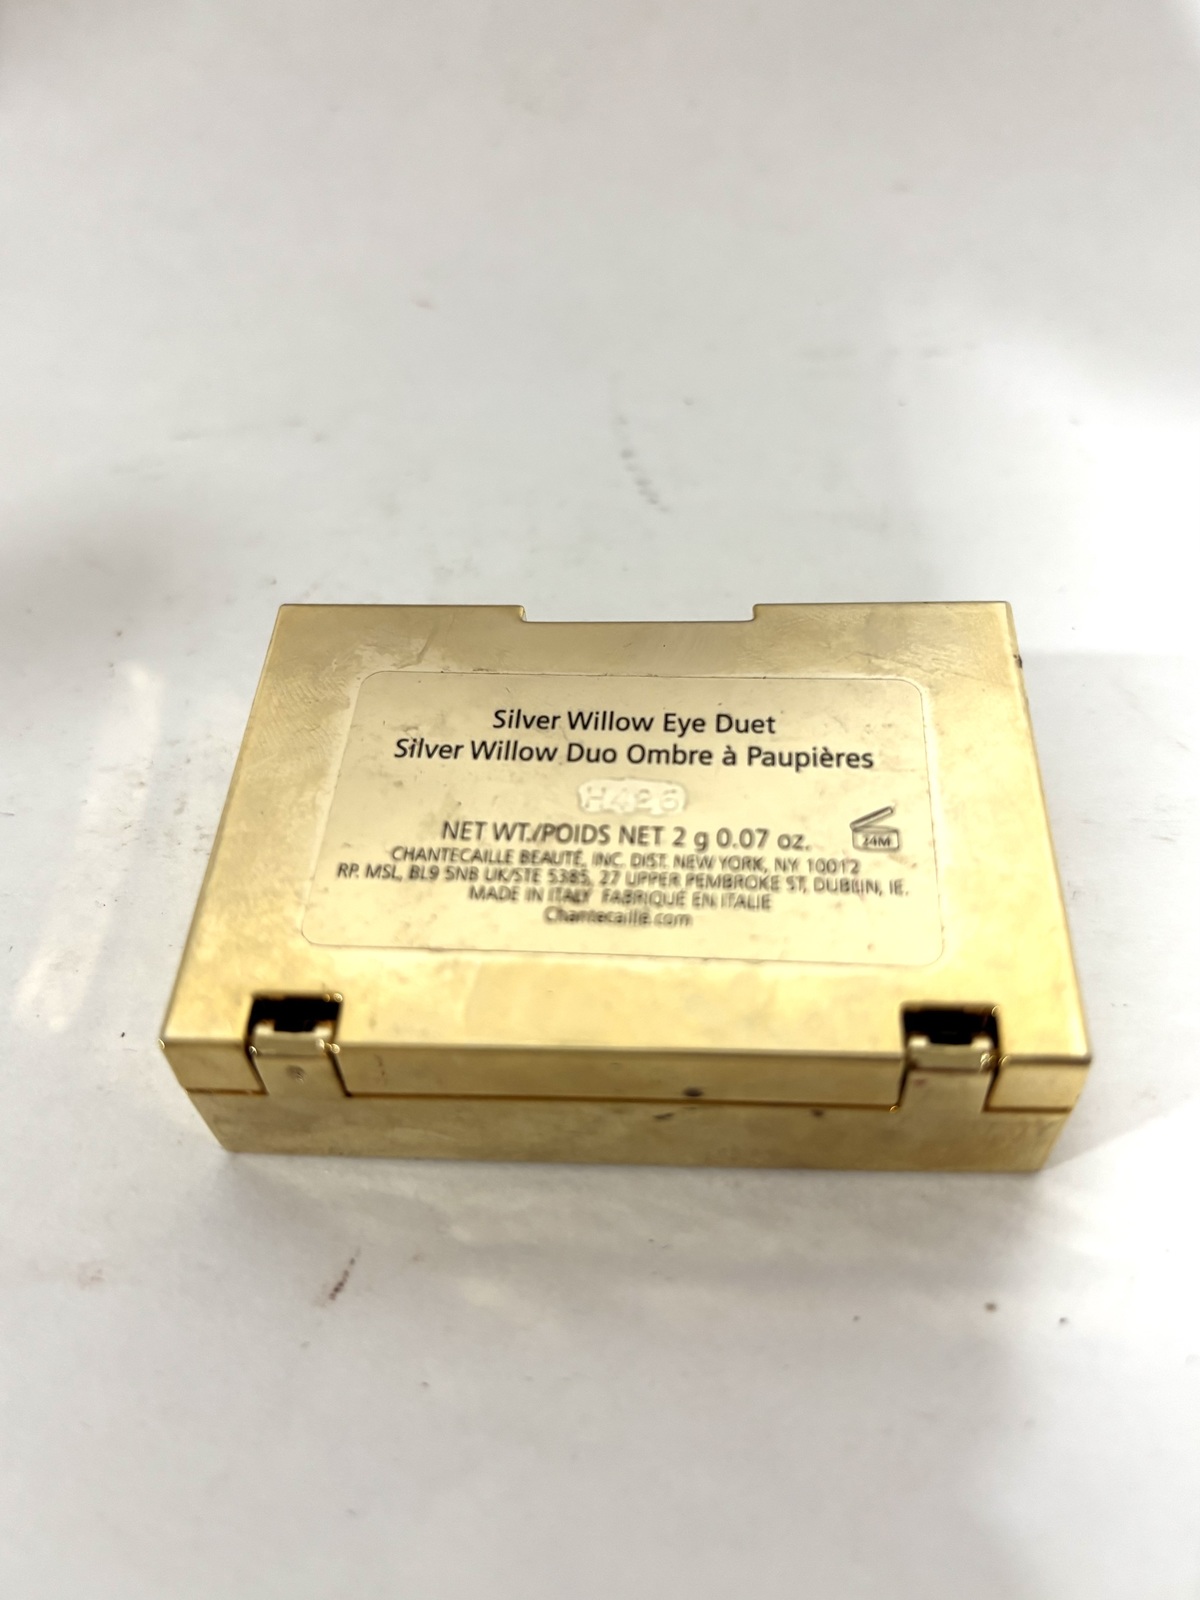 Silver Willow Eye Duet
Silver Willow Duo Ombre à Paupières
H426
NET WT./POIDS NET 2 g 0.07 oz.
24M
CHANTECAILLE BEAUTÉ, INC. DIST. NEW YORK, NY 10012
RP. MSL, BL9 5NB UK/STE 5385, 27 UPPER PEMBROKE ST, DUBLIN, IE.
MADE IN ITALY FABRIQUÉ EN ITALIE
Chantecaille.com